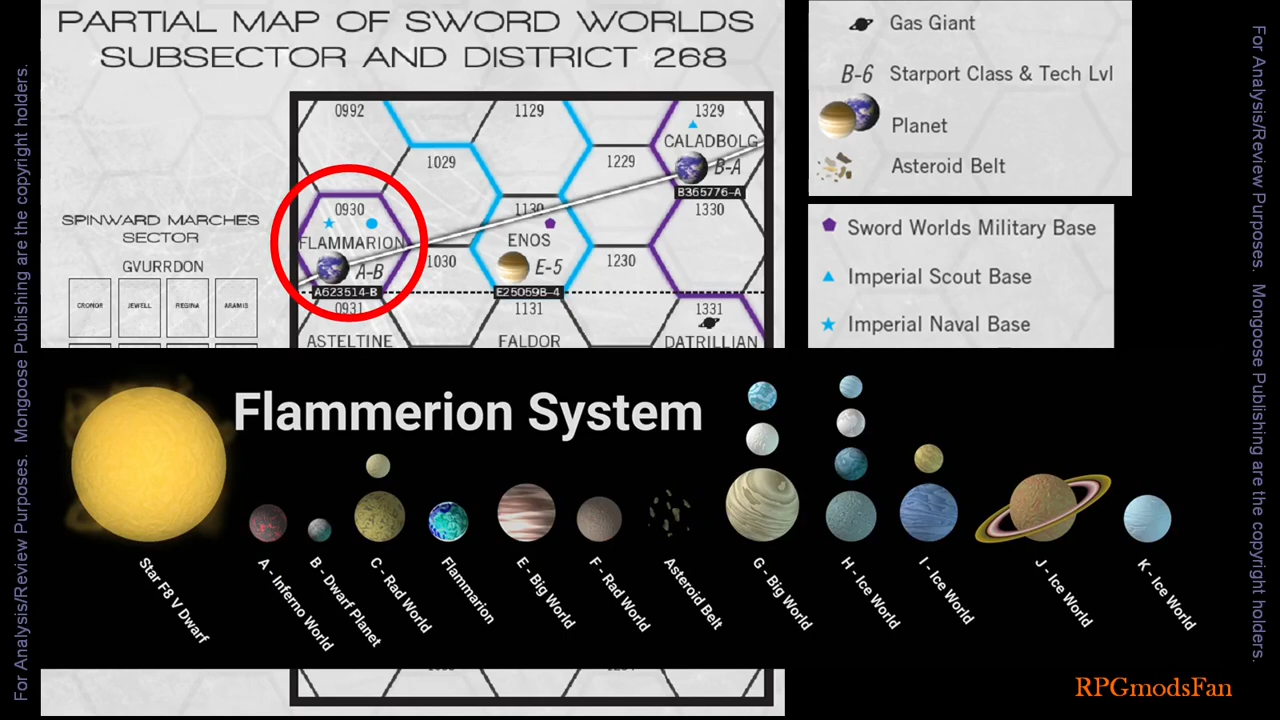 PARTIAL MAP OF SWORD WORLDS
SUBSECTOR AND DISTRICT 268
Gas Giant
B-6 Starport Class & Tech Lvl
Planet
Asteroid Belt
Sword Worlds Military Base
Imperial Scout Base
Imperial Naval Base
SPINWARD MARCHES
SECTOR
GVURRDON
CRONOR JEWELL REGINA ARAMIS
0992 1129 1329
CALADBOLG
1029 1229
B-A
B365776-A
0930 1130 1330
FLAMMARION ENOS
1030 1230
A-B E-5
A623514-B E25059B-4
0931 1131 1331
ASTELTINE FALDOR DATRILLIAN
Flammerion System
Star F8 V Dwarf
A - Inferno World
B - Dwarf Planet
C - Rad World
Flammarion
E - Big World
F - Rad World
Asteroid Belt
G - Big World
H - Ice World
I - Ice World
J - Ice World
K - Ice World
For Analysis/Review Purposes. Mongoose Publishing are the copyright holders.
For Analysis/Review Purposes. Mongoose Publishing are the copyright holders.
RPGmodsFan